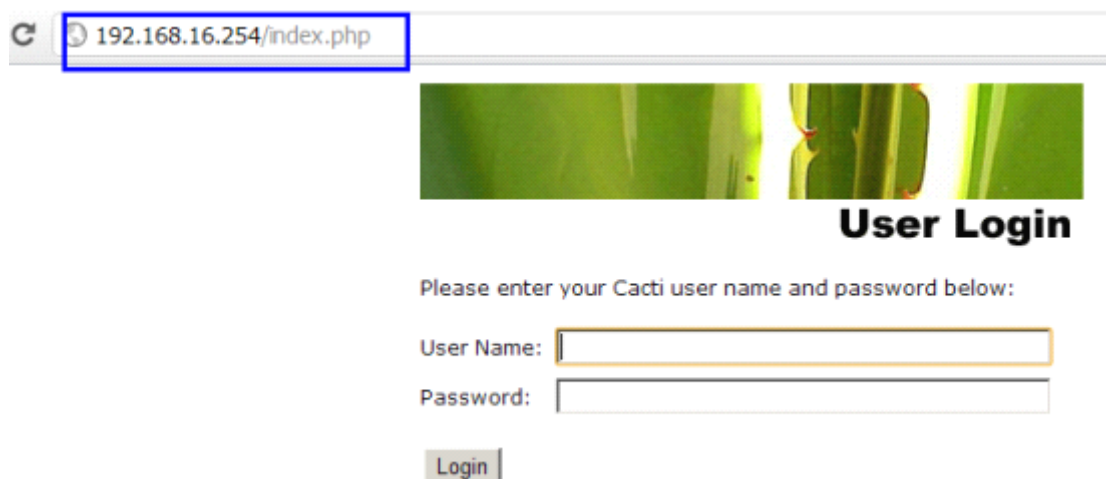 192.168.16.254/index.php
User Login
Please enter your Cacti user name and password below:
User Name:
Password:
Login